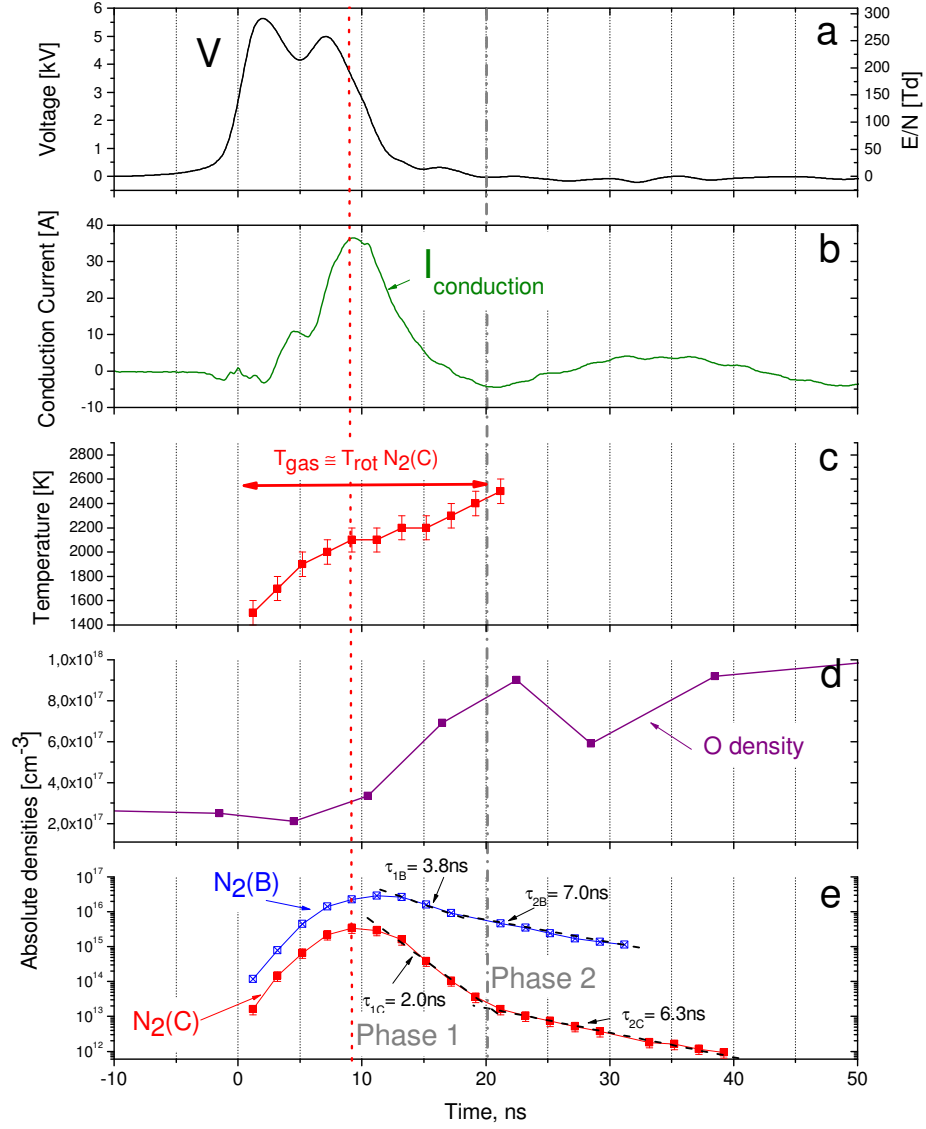 6
5
4
3
2
1
0
Voltage [kV]
V
a
300
250
200
150
100
50
0
E/N [Td]
40
30
20
10
0
-10
Conduction Current [A]
I conduction
b
2800
2600
2400
2200
2000
1800
1600
1400
Temperature [K]
T gas ≅ T rot N2(C)
c
1,0x10^18
8,0x10^17
6,0x10^17
4,0x10^17
2,0x10^17
Absolute densities [cm-3]
d
O density
10^17
10^16
10^15
10^14
10^13
10^12
N2(B)
τ1B= 3.8ns
τ2B= 7.0ns
e
Phase 2
τ1C= 2.0ns
N2(C)
Phase 1
τ2C= 6.3ns
-10 0 10 20 30 40 50
Time, ns